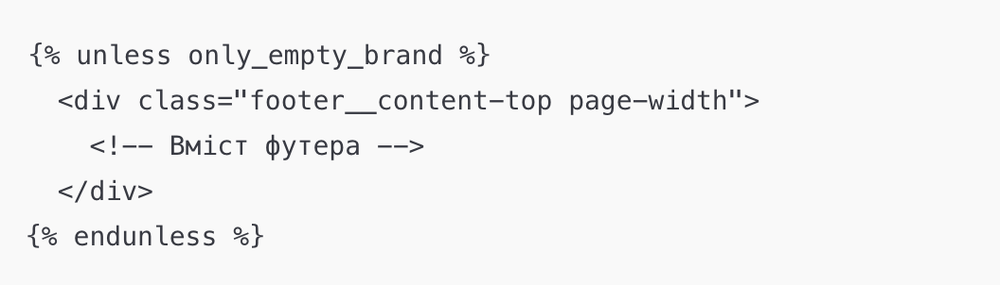 {% unless only_empty_brand %}
<div class="footer__content-top page-width">
<!-- Вміст футера -->
</div>
{% endunless %}